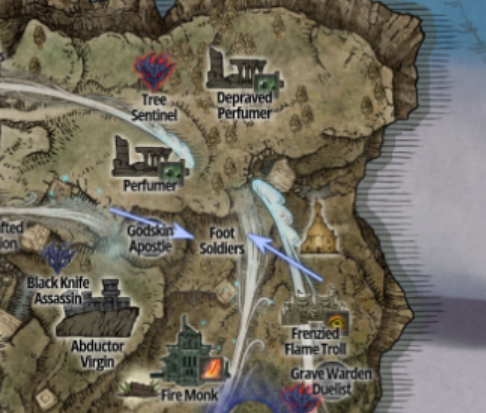 Tree
Sentinel
Depraved
Perfumer
Perfumer
Godskin
Apostle
Foot
Soldiers
Black Knife
Assassin
Abductor
Virgin
Frenzied
Flame Troll
Fire Monk
Grave Warden
Duelist